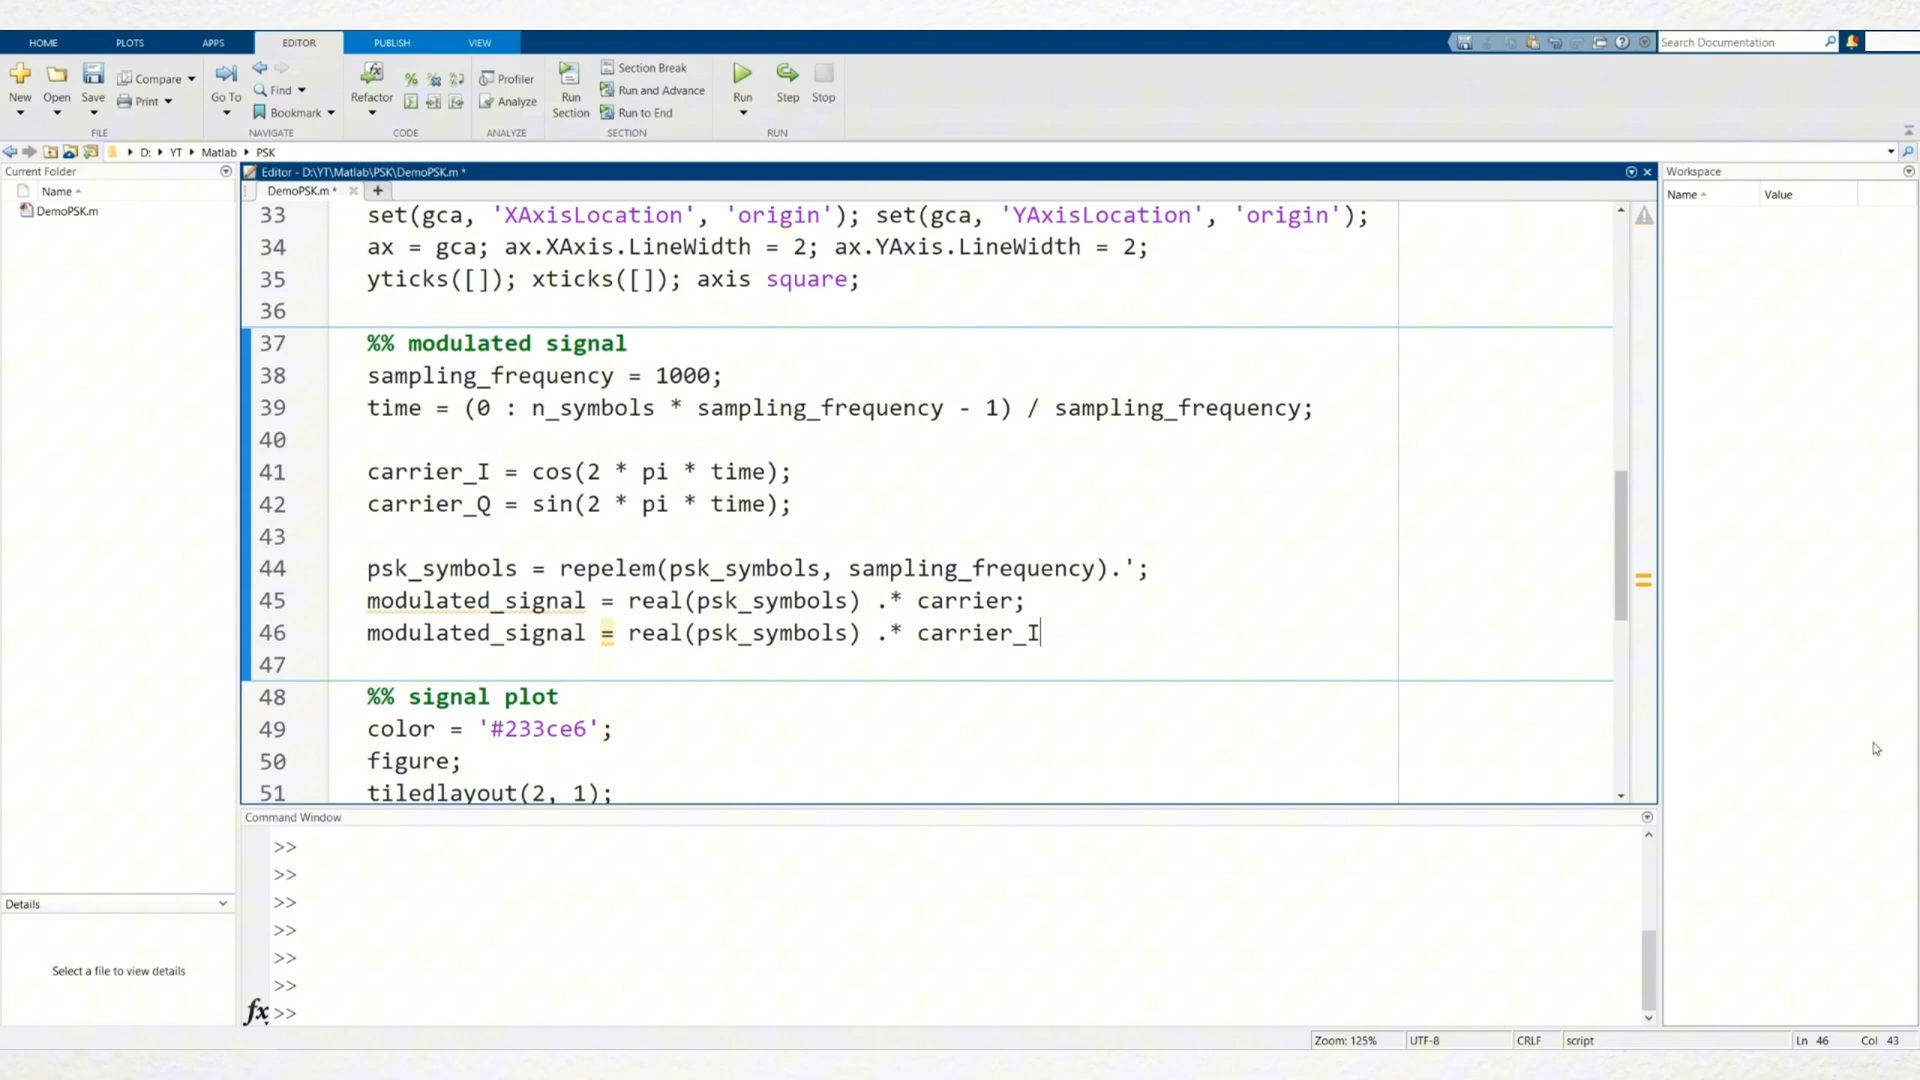 HOME PLOTS APPS EDITOR PUBLISH VIEW
Search Documentation
New Open Save Compare Print
FILE
Go To Find Bookmark
NAVIGATE
Refactor
CODE
Profiler
Analyze
ANALYZE
Run Section
Section Break
Run and Advance
Run to End
SECTION
Run Step Stop
RUN
D: YT Matlab PSK
Current Folder
Name
DemoPSK.m
Editor - D:\YT\Matlab\PSK\DemoPSK.m *
DemoPSK.m *
33 set(gca, 'XAxisLocation', 'origin'); set(gca, 'YAxisLocation', 'origin');
34 ax = gca; ax.XAxis.LineWidth = 2; ax.YAxis.LineWidth = 2;
35 yticks([]); xticks([]); axis square;
36
37 %% modulated signal
38 sampling_frequency = 1000;
39 time = (0 : n_symbols * sampling_frequency - 1) / sampling_frequency;
40
41 carrier_I = cos(2 * pi * time);
42 carrier_Q = sin(2 * pi * time);
43
44 psk_symbols = repelem(psk_symbols, sampling_frequency).';
45 modulated_signal = real(psk_symbols) .* carrier;
46 modulated_signal = real(psk_symbols) .* carrier_I
47
48 %% signal plot
49 color = '#233ce6';
50 figure;
51 tiledlayout(2, 1);
Workspace
Name Value
Command Window
>>
>>
>>
>>
>>
>>
fx >>
Details
Select a file to view details
Zoom: 125% UTF-8 CRLF script Ln 46 Col 43